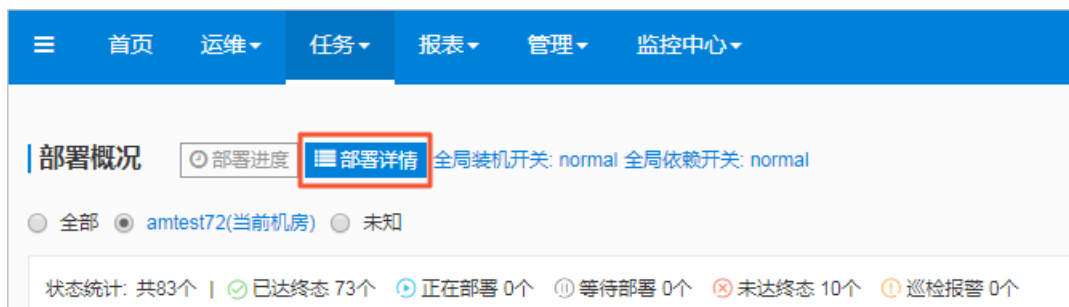 首页 运维 任务 报表 管理 监控中心
部署概况 部署进度 部署详情 全局装机开关: normal 全局依赖开关: normal
全部 amtest72(当前机房) 未知
状态统计: 共83个 | 已达终态 73个 正在部署 0个 等待部署 0个 未达终态 10个 巡检报警 0个